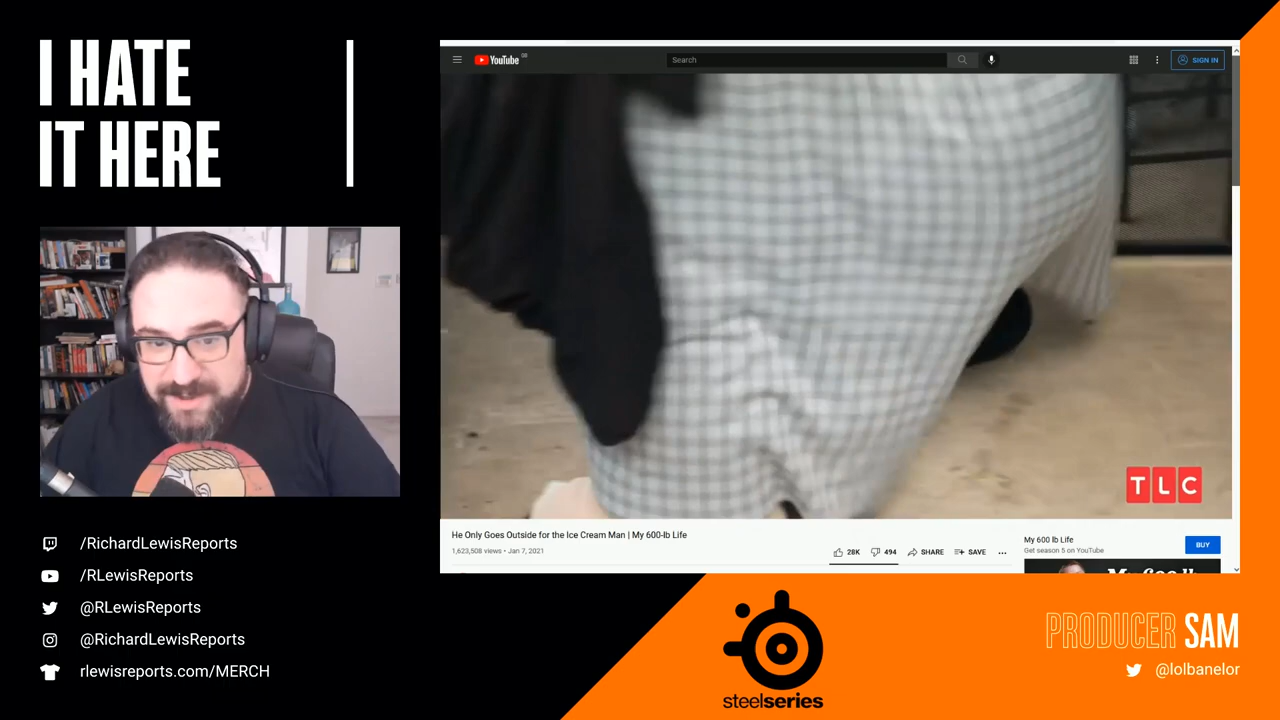 I HATE
IT HERE
YouTube
GB
Search
SIGN IN
TLC
He Only Goes Outside for the Ice Cream Man | My 600-lb Life
1,623,508 views • Jan 7, 2021
28K
494
SHARE
SAVE
My 600 lb Life
Get season 5 on YouTube
BUY
/RichardLewisReports
/RLewisReports
@RLewisReports
@RichardLewisReports
rlewisreports.com/MERCH
steelseries
PRODUCER SAM
@lolbanelor